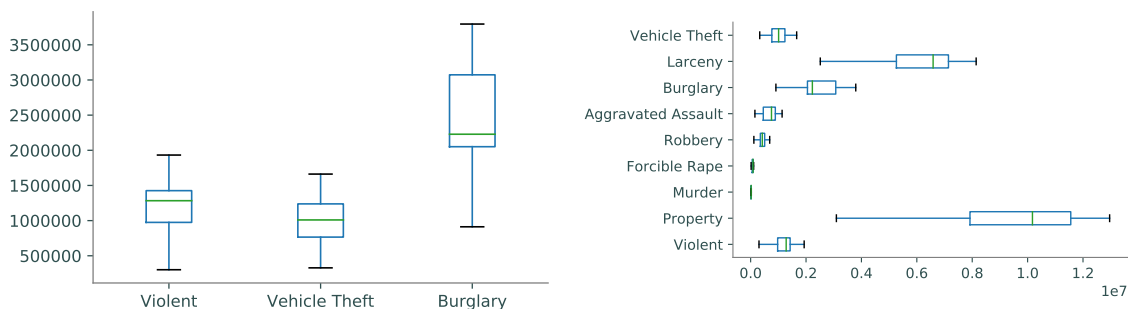 3500000
3000000
2500000
2000000
1500000
1000000
500000
Violent Vehicle Theft Burglary
Vehicle Theft
Larceny
Burglary
Aggravated Assault
Robbery
Forcible Rape
Murder
Property
Violent
0.0 0.2 0.4 0.6 0.8 1.0 1.2
1e7